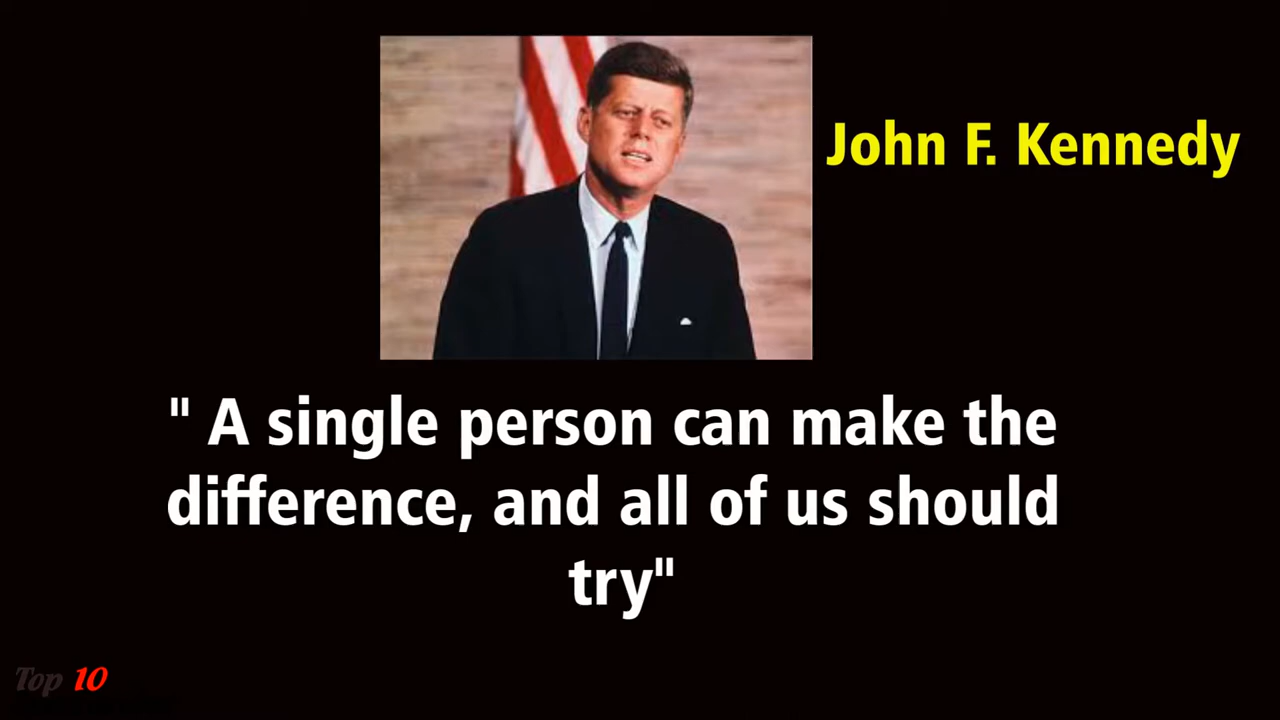 John F. Kennedy
" A single person can make the
difference, and all of us should
try"
Top 10